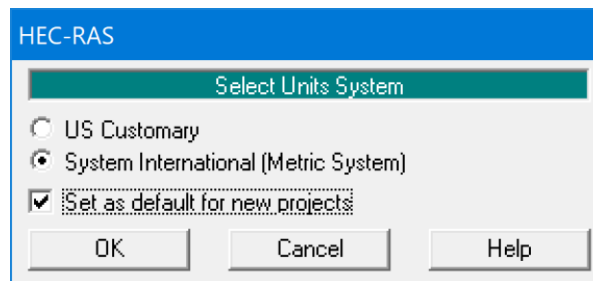 HEC-RAS
Select Units System
US Customary
System International (Metric System)
Set as default for new projects
OK Cancel Help